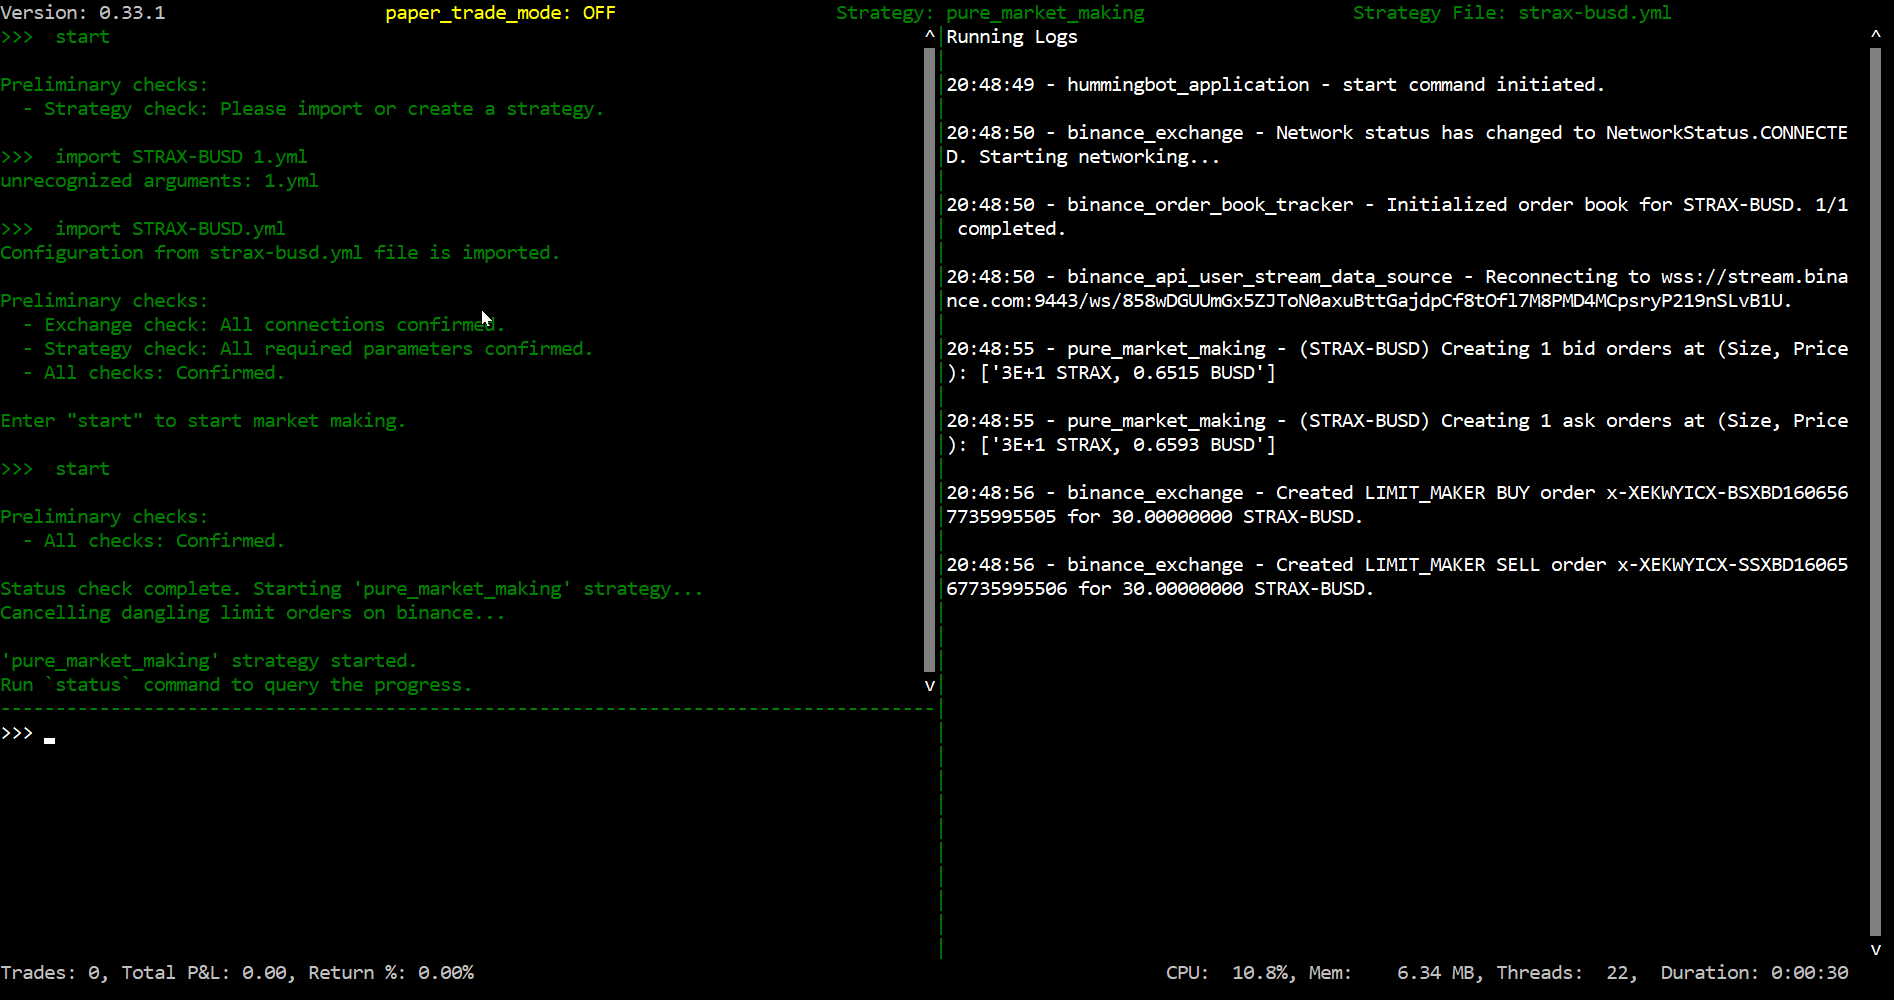 Version: 0.33.1 paper_trade_mode: OFF Strategy: pure_market_making Strategy File: strax-busd.yml
>>>  start
Preliminary checks:
  - Strategy check: Please import or create a strategy.
>>>  import STRAX-BUSD 1.yml
unrecognized arguments: 1.yml
>>>  import STRAX-BUSD.yml
Configuration from strax-busd.yml file is imported.
Preliminary checks:
  - Exchange check: All connections confirmed.
  - Strategy check: All required parameters confirmed.
  - All checks: Confirmed.
Enter "start" to start market making.
>>>  start
Preliminary checks:
  - All checks: Confirmed.
Status check complete. Starting 'pure_market_making' strategy...
Cancelling dangling limit orders on binance...
'pure_market_making' strategy started.
Run `status` command to query the progress.
>>>
Running Logs
20:48:49 - hummingbot_application - start command initiated.
20:48:50 - binance_exchange - Network status has changed to NetworkStatus.CONNECTE
D. Starting networking...
20:48:50 - binance_order_book_tracker - Initialized order book for STRAX-BUSD. 1/1
 completed.
20:48:50 - binance_api_user_stream_data_source - Reconnecting to wss://stream.bina
nce.com:9443/ws/858wDGUUmGx5ZJToN0axuBttGajdpCf8tOfl7M8PMD4MCpsryP219nSLvB1U.
20:48:55 - pure_market_making - (STRAX-BUSD) Creating 1 bid orders at (Size, Price
): ['3E+1 STRAX, 0.6515 BUSD']
20:48:55 - pure_market_making - (STRAX-BUSD) Creating 1 ask orders at (Size, Price
): ['3E+1 STRAX, 0.6593 BUSD']
20:48:56 - binance_exchange - Created LIMIT_MAKER BUY order x-XEKWYICX-BSXBD160656
7735995505 for 30.00000000 STRAX-BUSD.
20:48:56 - binance_exchange - Created LIMIT_MAKER SELL order x-XEKWYICX-SSXBD16065
67735995506 for 30.00000000 STRAX-BUSD.
Trades: 0, Total P&L: 0.00, Return %: 0.00% CPU:  10.8%, Mem:    6.34 MB, Threads:  22,  Duration: 0:00:30